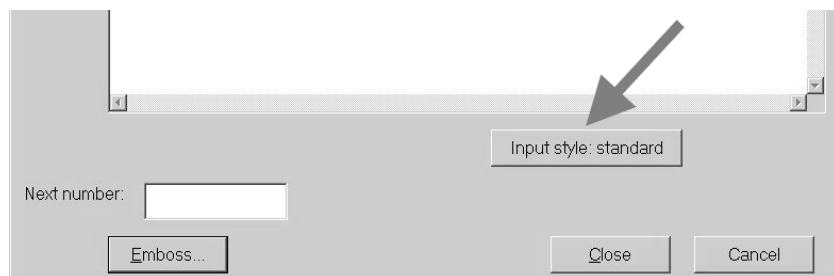 Input style: standard
Next number:
Emboss... Close Cancel